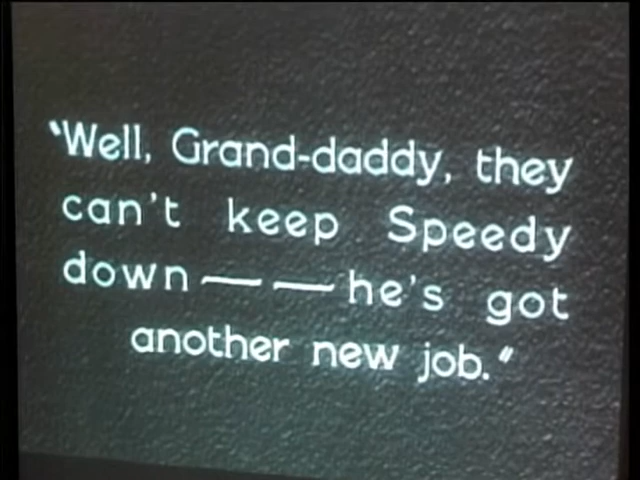 "Well, Grand-daddy, they
can't keep Speedy
down — — he's got
another new job."